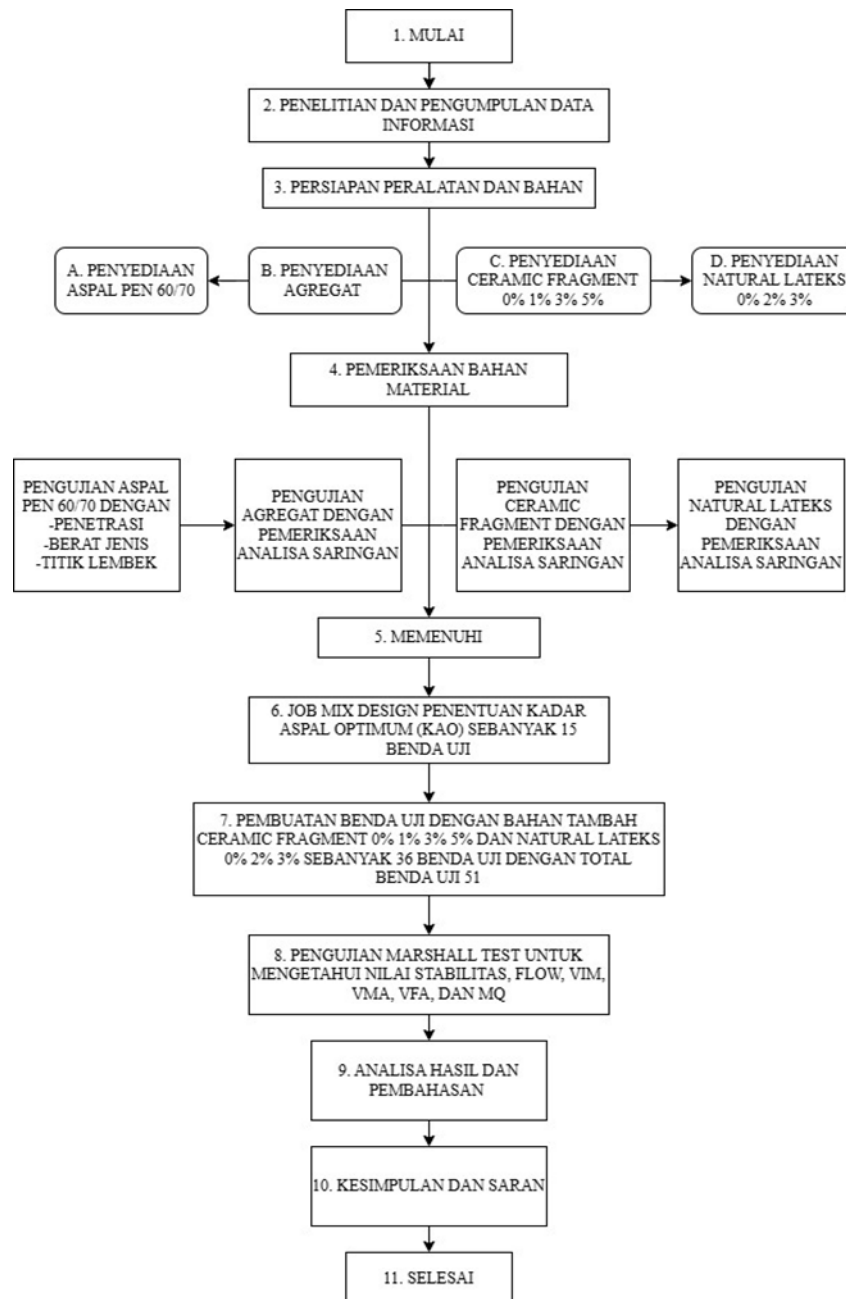 1. MULAI
2. PENELITIAN DAN PENGUMPULAN DATA
INFORMASI
3. PERSIAPAN PERALATAN DAN BAHAN
A. PENYEDIAAN
ASPAL PEN 60/70
B. PENYEDIAAN
AGREGAT
C. PENYEDIAAN
CERAMIC FRAGMENT
0% 1% 3% 5%
D. PENYEDIAAN
NATURAL LATEKS
0% 2% 3%
4. PEMERIKSAAN BAHAN
MATERIAL
PENGUJIAN ASPAL
PEN 60/70 DENGAN
-PENETRASI
-BERAT JENIS
-TITIK LEMBEK
PENGUJIAN
AGREGAT DENGAN
PEMERIKSAAN
ANALISA SARINGAN
PENGUJIAN
CERAMIC
FRAGMENT DENGAN
PEMERIKSAAN
ANALISA SARINGAN
PENGUJIAN
NATURAL LATEKS
DENGAN
PEMERIKSAAN
ANALISA SARINGAN
5. MEMENUHI
6. JOB MIX DESIGN PENENTUAN KADAR
ASPAL OPTIMUM (KAO) SEBANYAK 15
BENDA UJI
7. PEMBUATAN BENDA UJI DENGAN BAHAN TAMBAH
CERAMIC FRAGMENT 0% 1% 3% 5% DAN NATURAL LATEKS
0% 2% 3% SEBANYAK 36 BENDA UJI DENGAN TOTAL
BENDA UJI 51
8. PENGUJIAN MARSHALL TEST UNTUK
MENGETAHUI NILAI STABILITAS, FLOW, VIM,
VMA, VFA, DAN MQ
9. ANALISA HASIL DAN
PEMBAHASAN
10. KESIMPULAN DAN SARAN
11. SELESAI